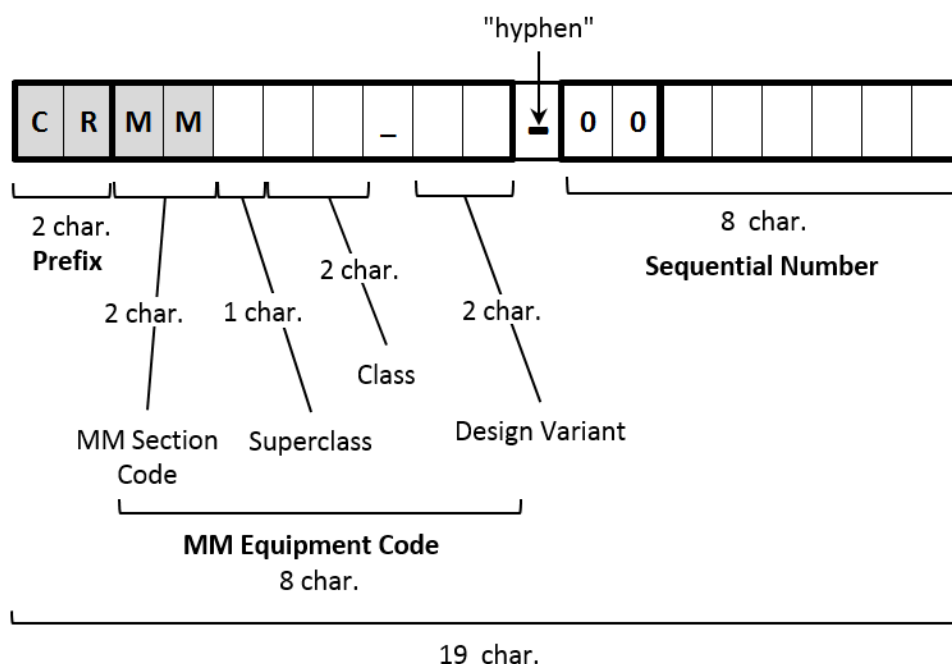 "hyphen"
C R M M _ - 0 0
2 char.
Prefix
8 char.
Sequential Number
2 char.
2 char.
1 char.
2 char.
Class
MM Section
Code
Superclass
Design Variant
MM Equipment Code
8 char.
19 char.